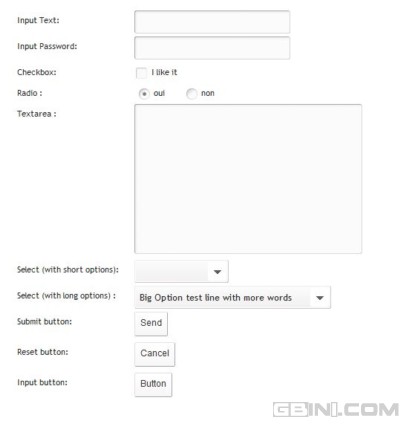 Input Text:
Input Password:
Checkbox: I like it
Radio : oui non
Textarea :
Select (with short options):
Select (with long options) : Big Option test line with more words
Submit button: Send
Reset button: Cancel
Input button: Button
GBIN1.COM